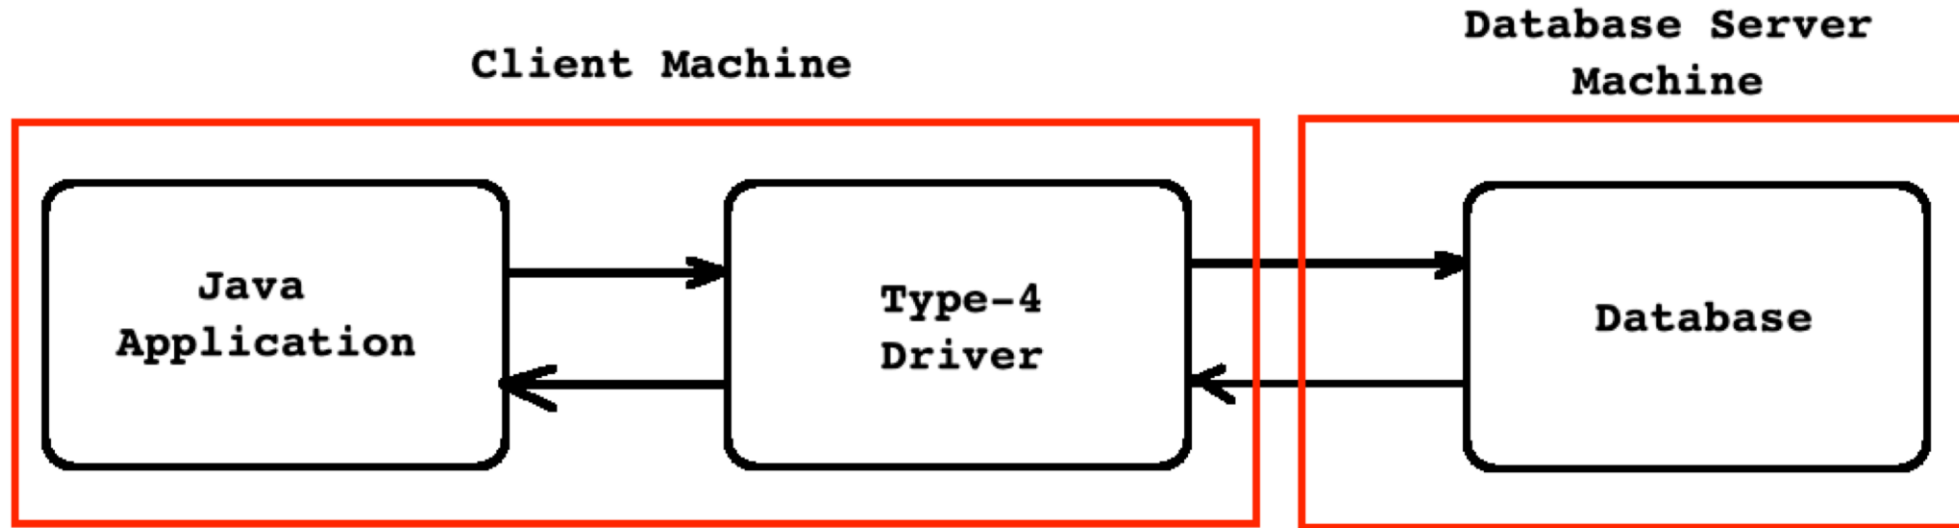 Client Machine
Database Server
Machine
Java
Application
Type-4
Driver
Database